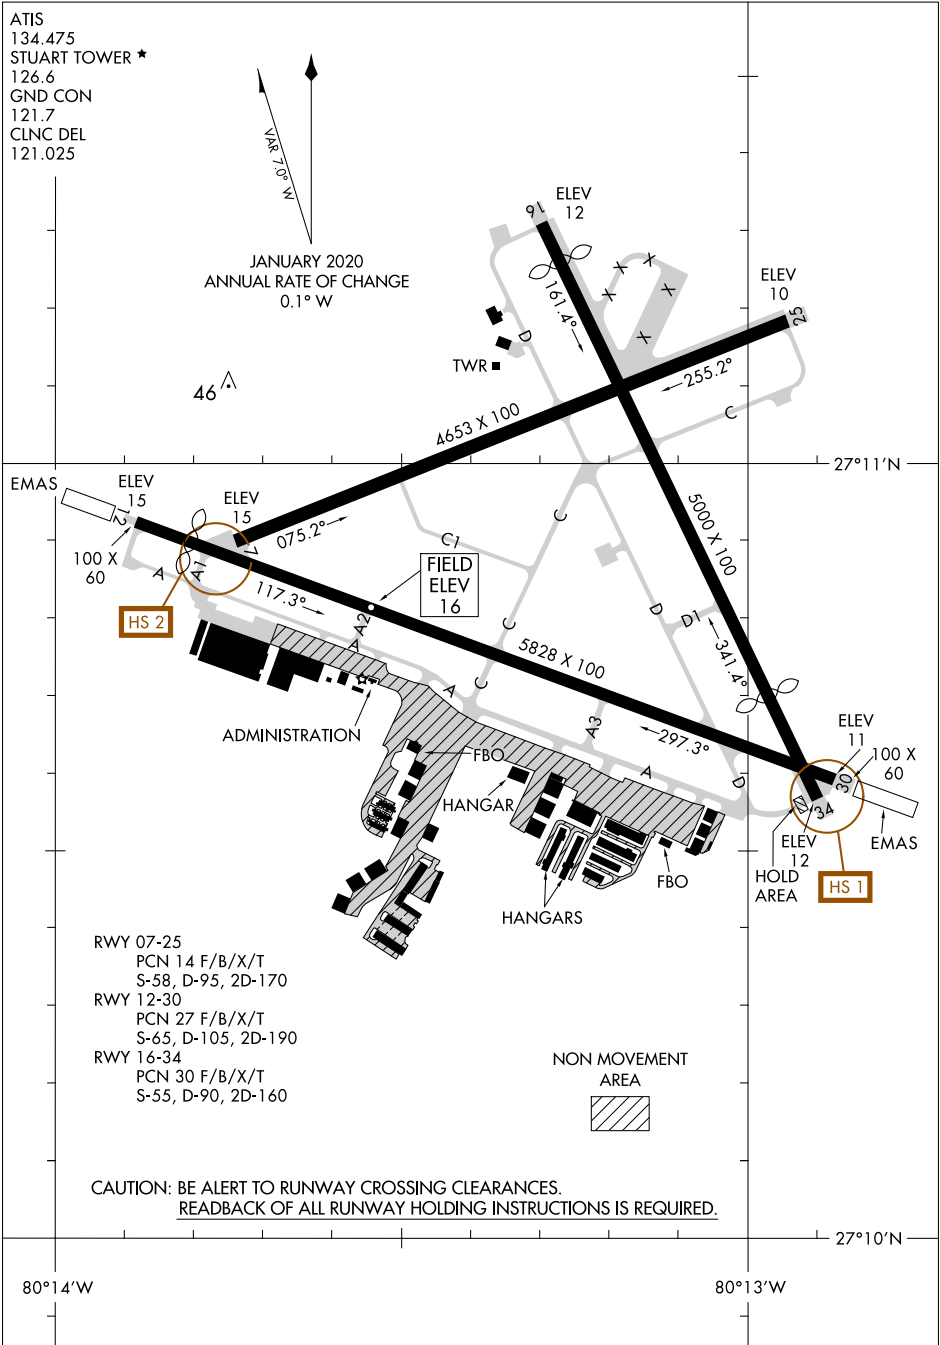 ATIS
134.475
STUART TOWER ★
126.6
GND CON
121.7
CLNC DEL
121.025
VAR 7.0° W
JANUARY 2020
ANNUAL RATE OF CHANGE
0.1° W
16
ELEV
12
161.4°
X
X
X
X
X
ELEV
10
25
255.2°
D
TWR
C
46
4653 X 100
27°11'N
EMAS
ELEV
15
12
ELEV
15
7
075.2°
100 X
60
A
A1
HS 2
117.3°
C1
C
FIELD
ELEV
16
5000 X 100
A2
A
C
D
D1
5828 X 100
341.4°
A
C
A3
297.3°
ADMINISTRATION
FBO
HANGAR
A
D
ELEV
11
100 X
60
30
34
EMAS
ELEV
12
HOLD
AREA
HS 1
FBO
HANGARS
RWY 07-25
PCN 14 F/B/X/T
S-58, D-95, 2D-170
RWY 12-30
PCN 27 F/B/X/T
S-65, D-105, 2D-190
RWY 16-34
PCN 30 F/B/X/T
S-55, D-90, 2D-160
NON MOVEMENT
AREA
CAUTION: BE ALERT TO RUNWAY CROSSING CLEARANCES.
READBACK OF ALL RUNWAY HOLDING INSTRUCTIONS IS REQUIRED.
27°10'N
80°14'W
80°13'W